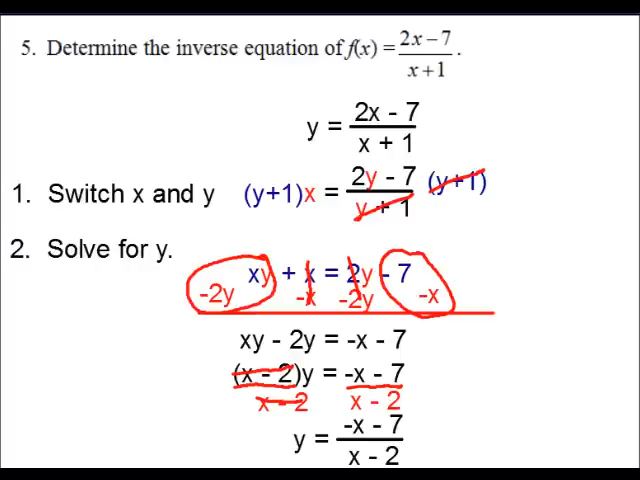 5. Determine the inverse equation of f(x) = (2x − 7)/(x + 1).
y = (2x - 7)/(x + 1)
1. Switch x and y (y+1)x = (2y - 7)/(y + 1) (y+1)
2. Solve for y.
xy + x = 2y - 7
-2y -x -2y -x
xy - 2y = -x - 7
(x - 2)y = -x - 7
x - 2 x - 2
y = (-x - 7)/(x - 2)